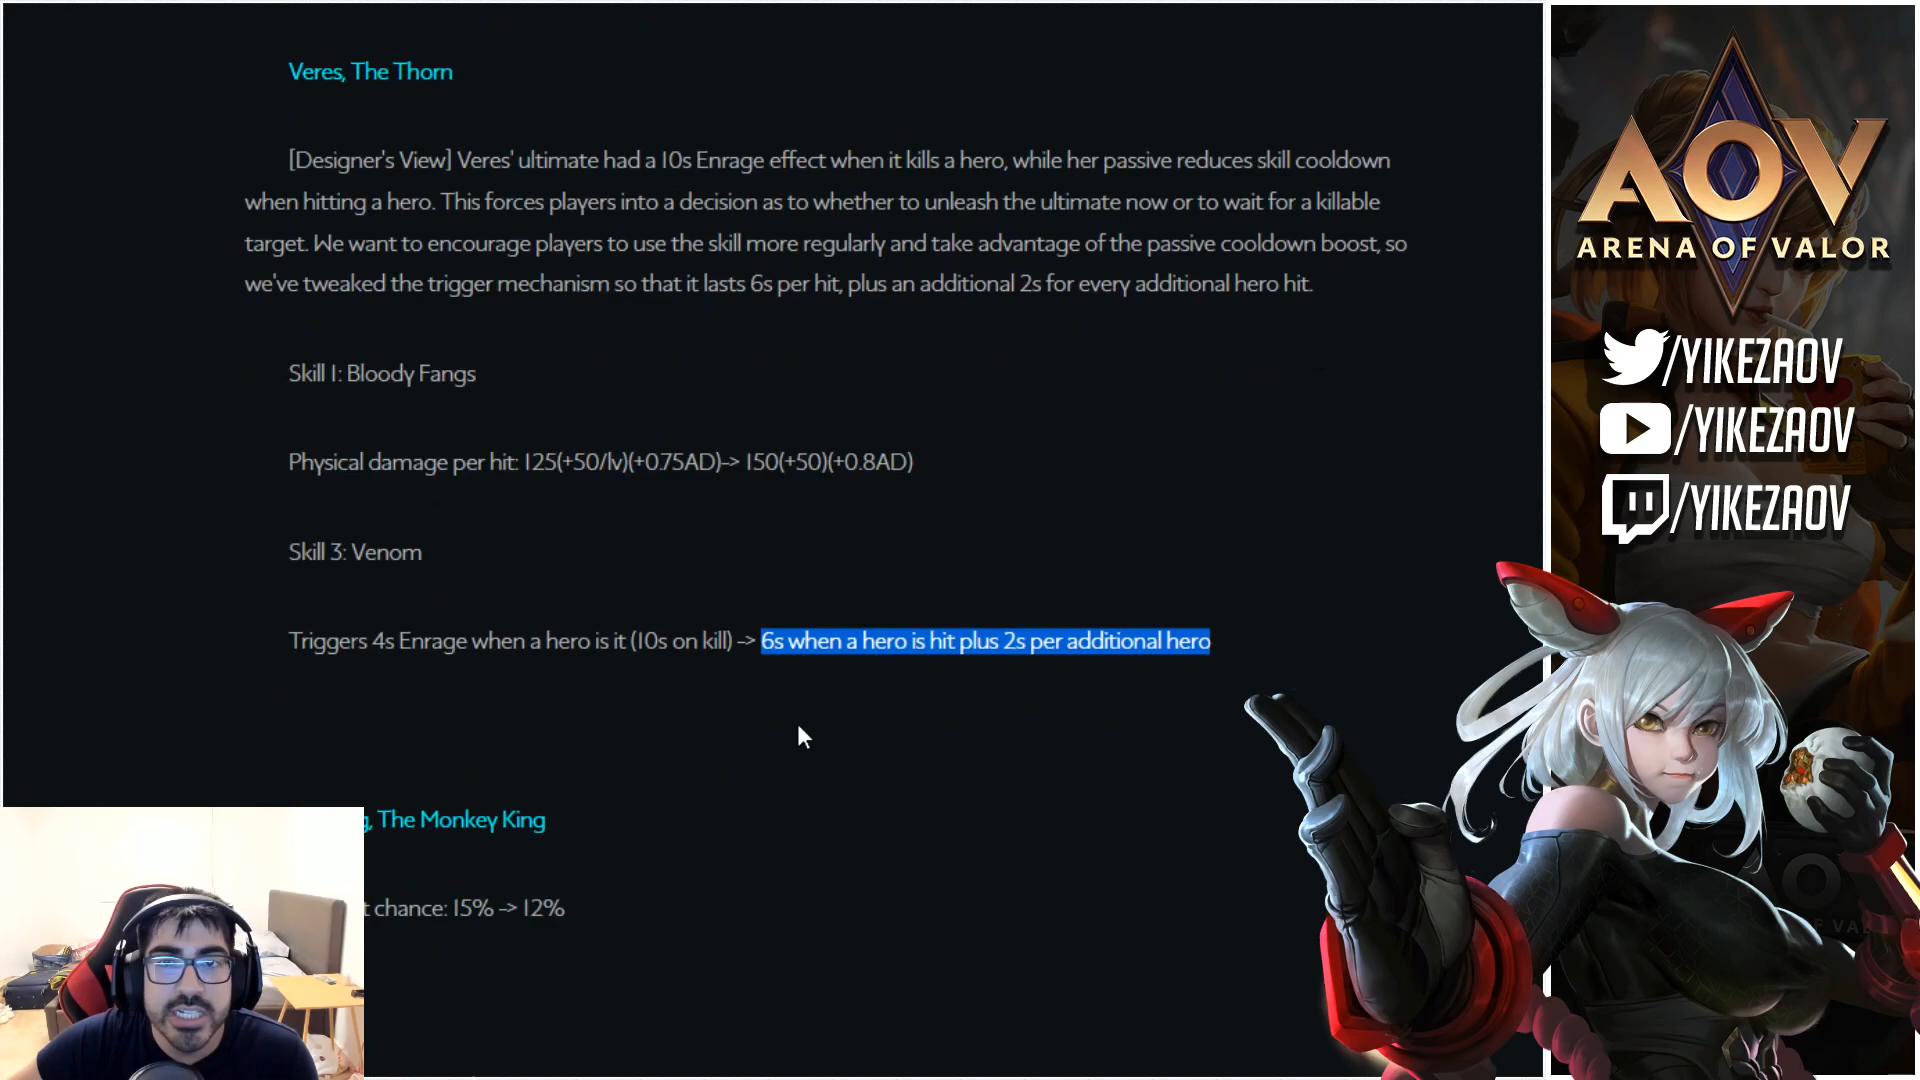 Veres, The Thorn
[Designer's View] Veres' ultimate had a 10s Enrage effect when it kills a hero, while her passive reduces skill cooldown
when hitting a hero. This forces players into a decision as to whether to unleash the ultimate now or to wait for a killable
target. We want to encourage players to use the skill more regularly and take advantage of the passive cooldown boost, so
we've tweaked the trigger mechanism so that it lasts 6s per hit, plus an additional 2s for every additional hero hit.
Skill 1: Bloody Fangs
Physical damage per hit: 125(+50/lv)(+0.75AD)-> 150(+50)(+0.8AD)
Skill 3: Venom
Triggers 4s Enrage when a hero is it (10s on kill) -> 6s when a hero is hit plus 2s per additional hero
The Monkey King
chance: 15% -> 12%
AOV
ARENA OF VALOR
/YIKEZAOV
/YIKEZAOV
/YIKEZAOV